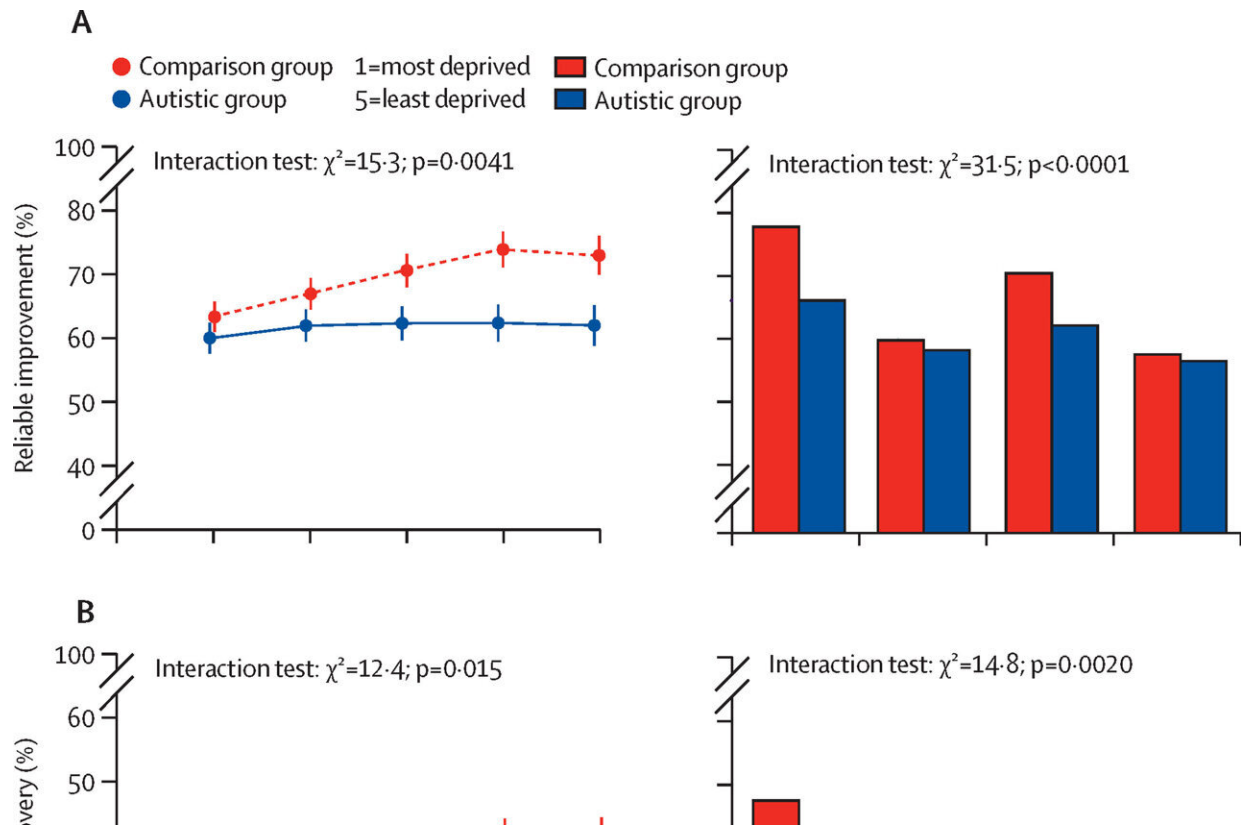 A
Comparison group 1=most deprived Comparison group
Autistic group 5=least deprived Autistic group
Interaction test: χ²=15·3; p=0·0041
Interaction test: χ²=31·5; p<0·0001
Reliable improvement (%)
100
80
70
60
50
40
0
B
Interaction test: χ²=12·4; p=0·015
Interaction test: χ²=14·8; p=0·0020
100
60
50